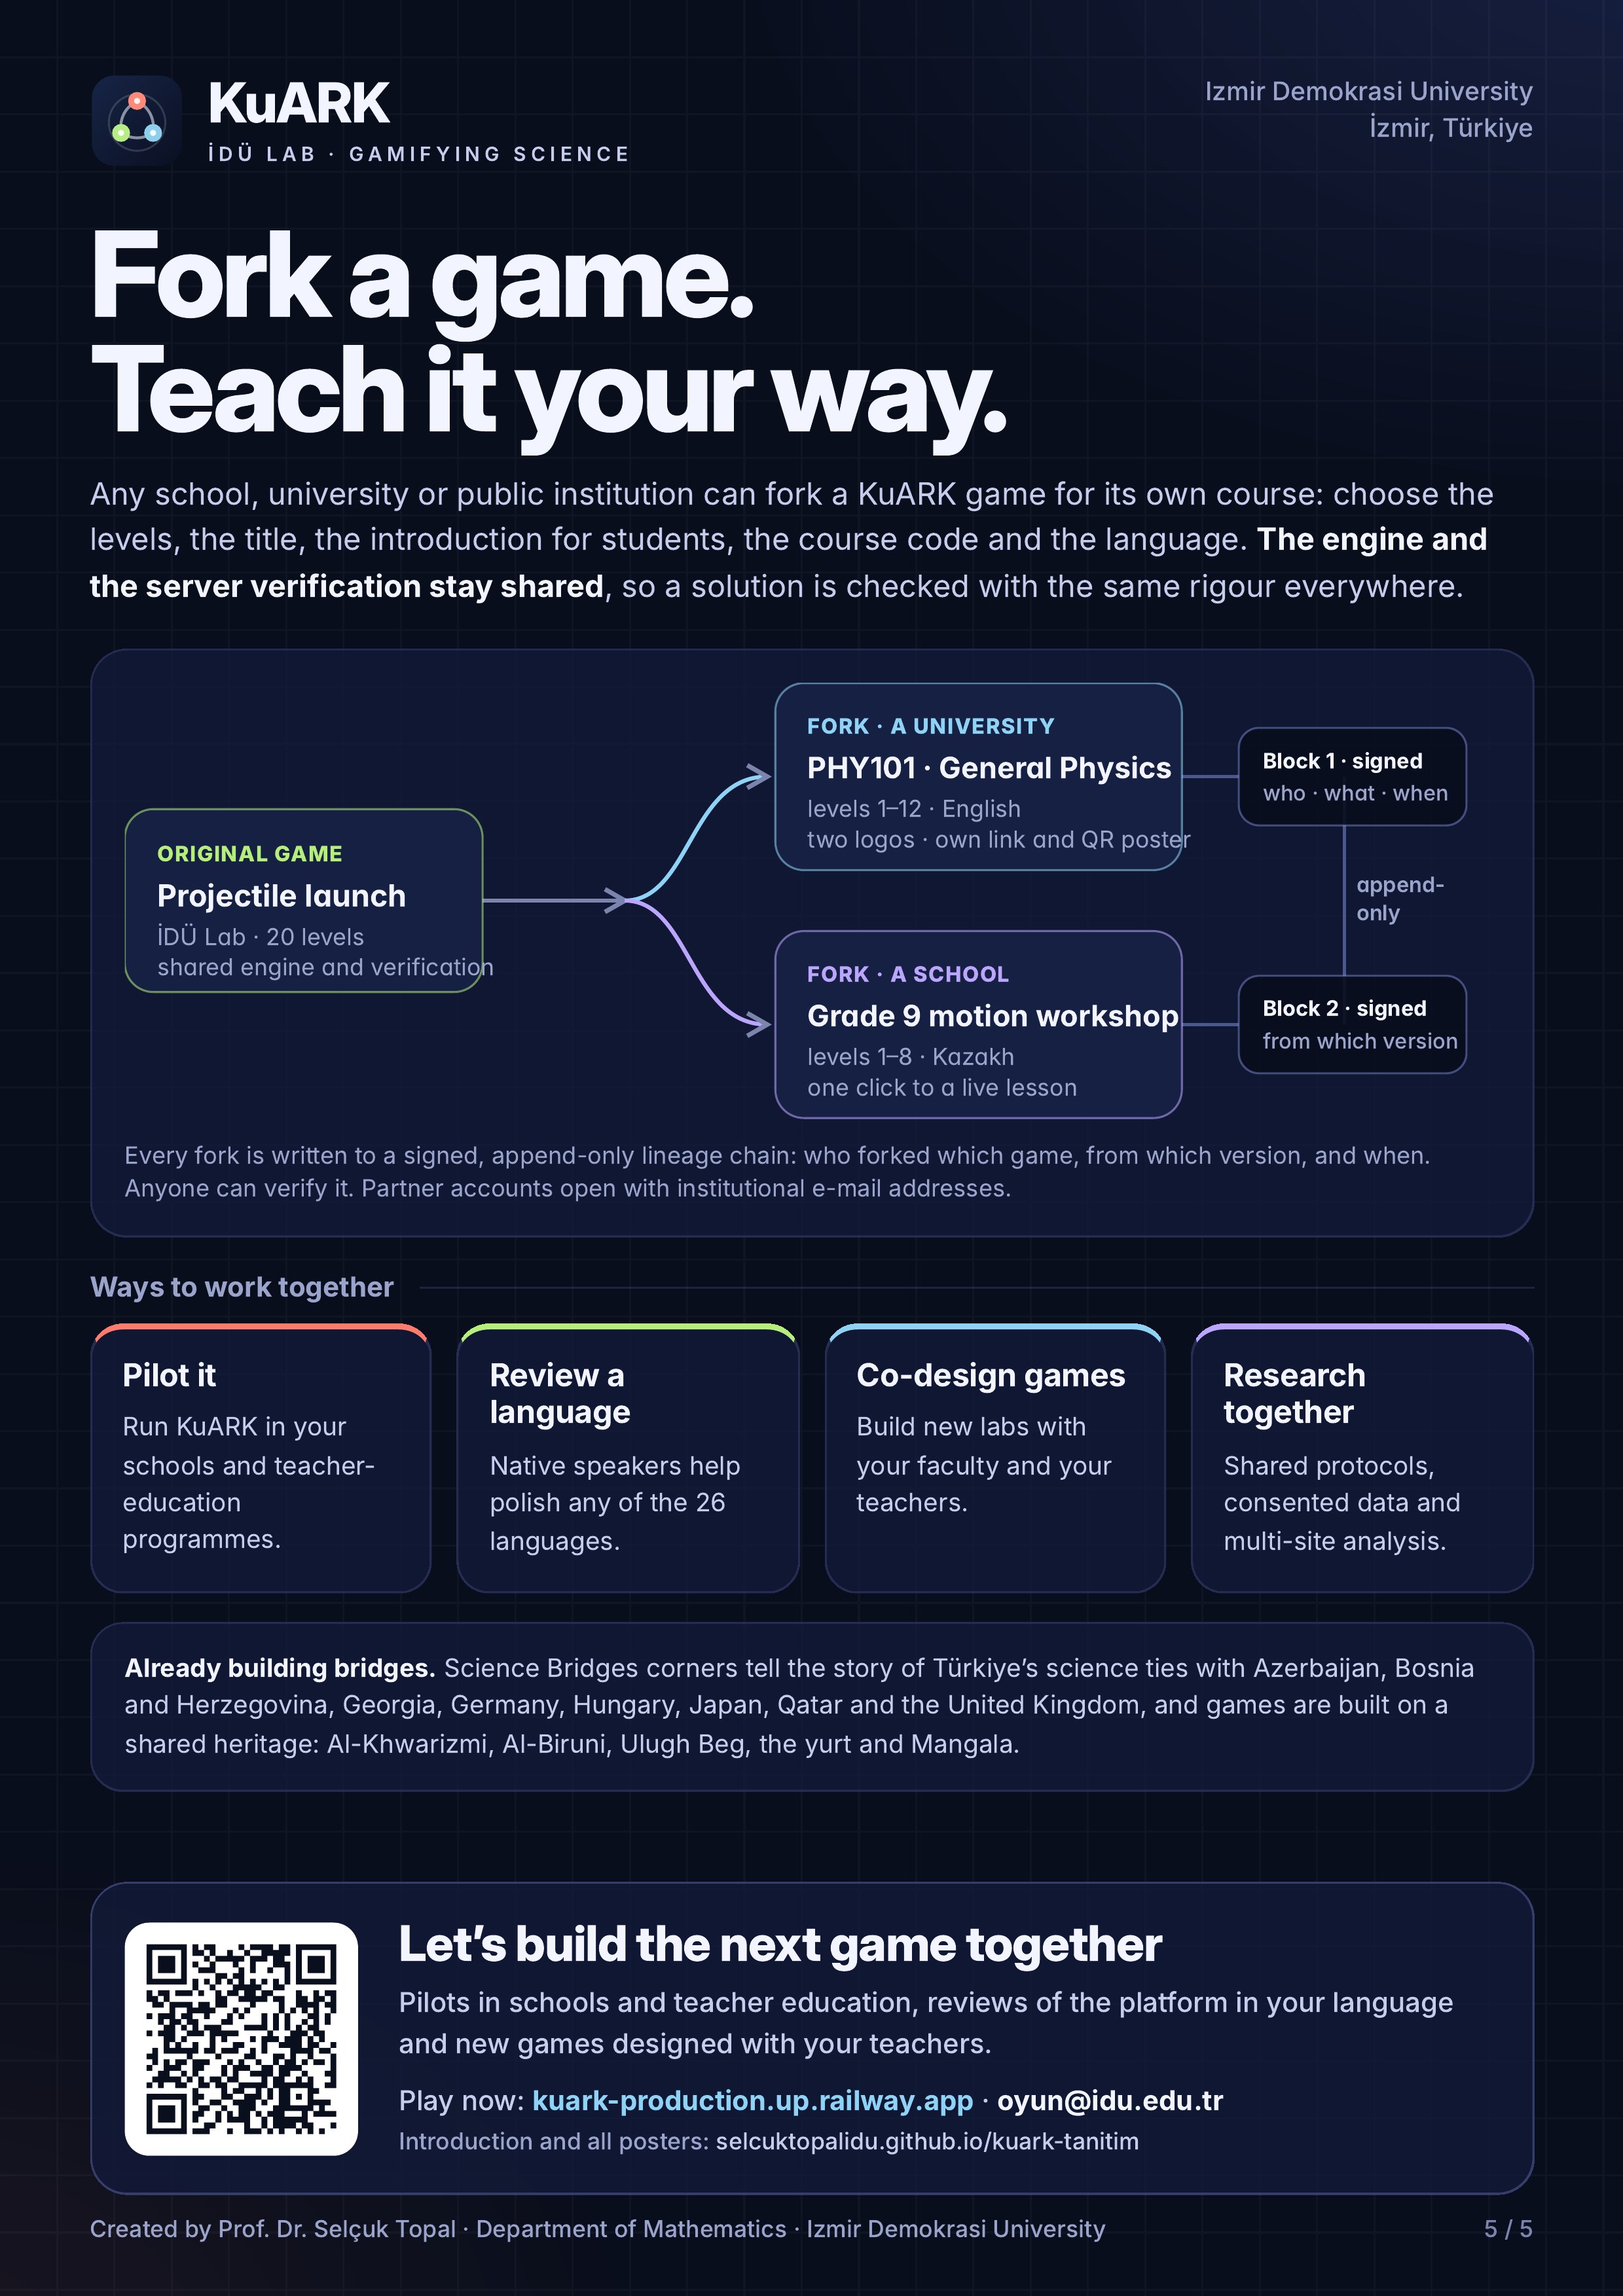 KuARK
İDÜ LAB · GAMIFYING SCIENCE
Izmir Demokrasi University
İzmir, Türkiye
Fork a game.
Teach it your way.
Any school, university or public institution can fork a KuARK game for its own course: choose the
levels, the title, the introduction for students, the course code and the language. The engine and
the server verification stay shared, so a solution is checked with the same rigour everywhere.
ORIGINAL GAME
Projectile launch
İDÜ Lab · 20 levels
shared engine and verification
FORK · A UNIVERSITY
PHY101 · General Physics
levels 1–12 · English
two logos · own link and QR poster
Block 1 · signed
who · what · when
append-
only
FORK · A SCHOOL
Grade 9 motion workshop
levels 1–8 · Kazakh
one click to a live lesson
Block 2 · signed
from which version
Every fork is written to a signed, append-only lineage chain: who forked which game, from which version, and when.
Anyone can verify it. Partner accounts open with institutional e-mail addresses.
Ways to work together
Pilot it
Run KuARK in your
schools and teacher-
education
programmes.
Review a
language
Native speakers help
polish any of the 26
languages.
Co-design games
Build new labs with
your faculty and your
teachers.
Research
together
Shared protocols,
consented data and
multi-site analysis.
Already building bridges. Science Bridges corners tell the story of Türkiye’s science ties with Azerbaijan, Bosnia
and Herzegovina, Georgia, Germany, Hungary, Japan, Qatar and the United Kingdom, and games are built on a
shared heritage: Al-Khwarizmi, Al-Biruni, Ulugh Beg, the yurt and Mangala.
Let’s build the next game together
Pilots in schools and teacher education, reviews of the platform in your language
and new games designed with your teachers.
Play now: kuark-production.up.railway.app · oyun@idu.edu.tr
Introduction and all posters: selcuktopalidu.github.io/kuark-tanitim
Created by Prof. Dr. Selçuk Topal · Department of Mathematics · Izmir Demokrasi University
5 / 5